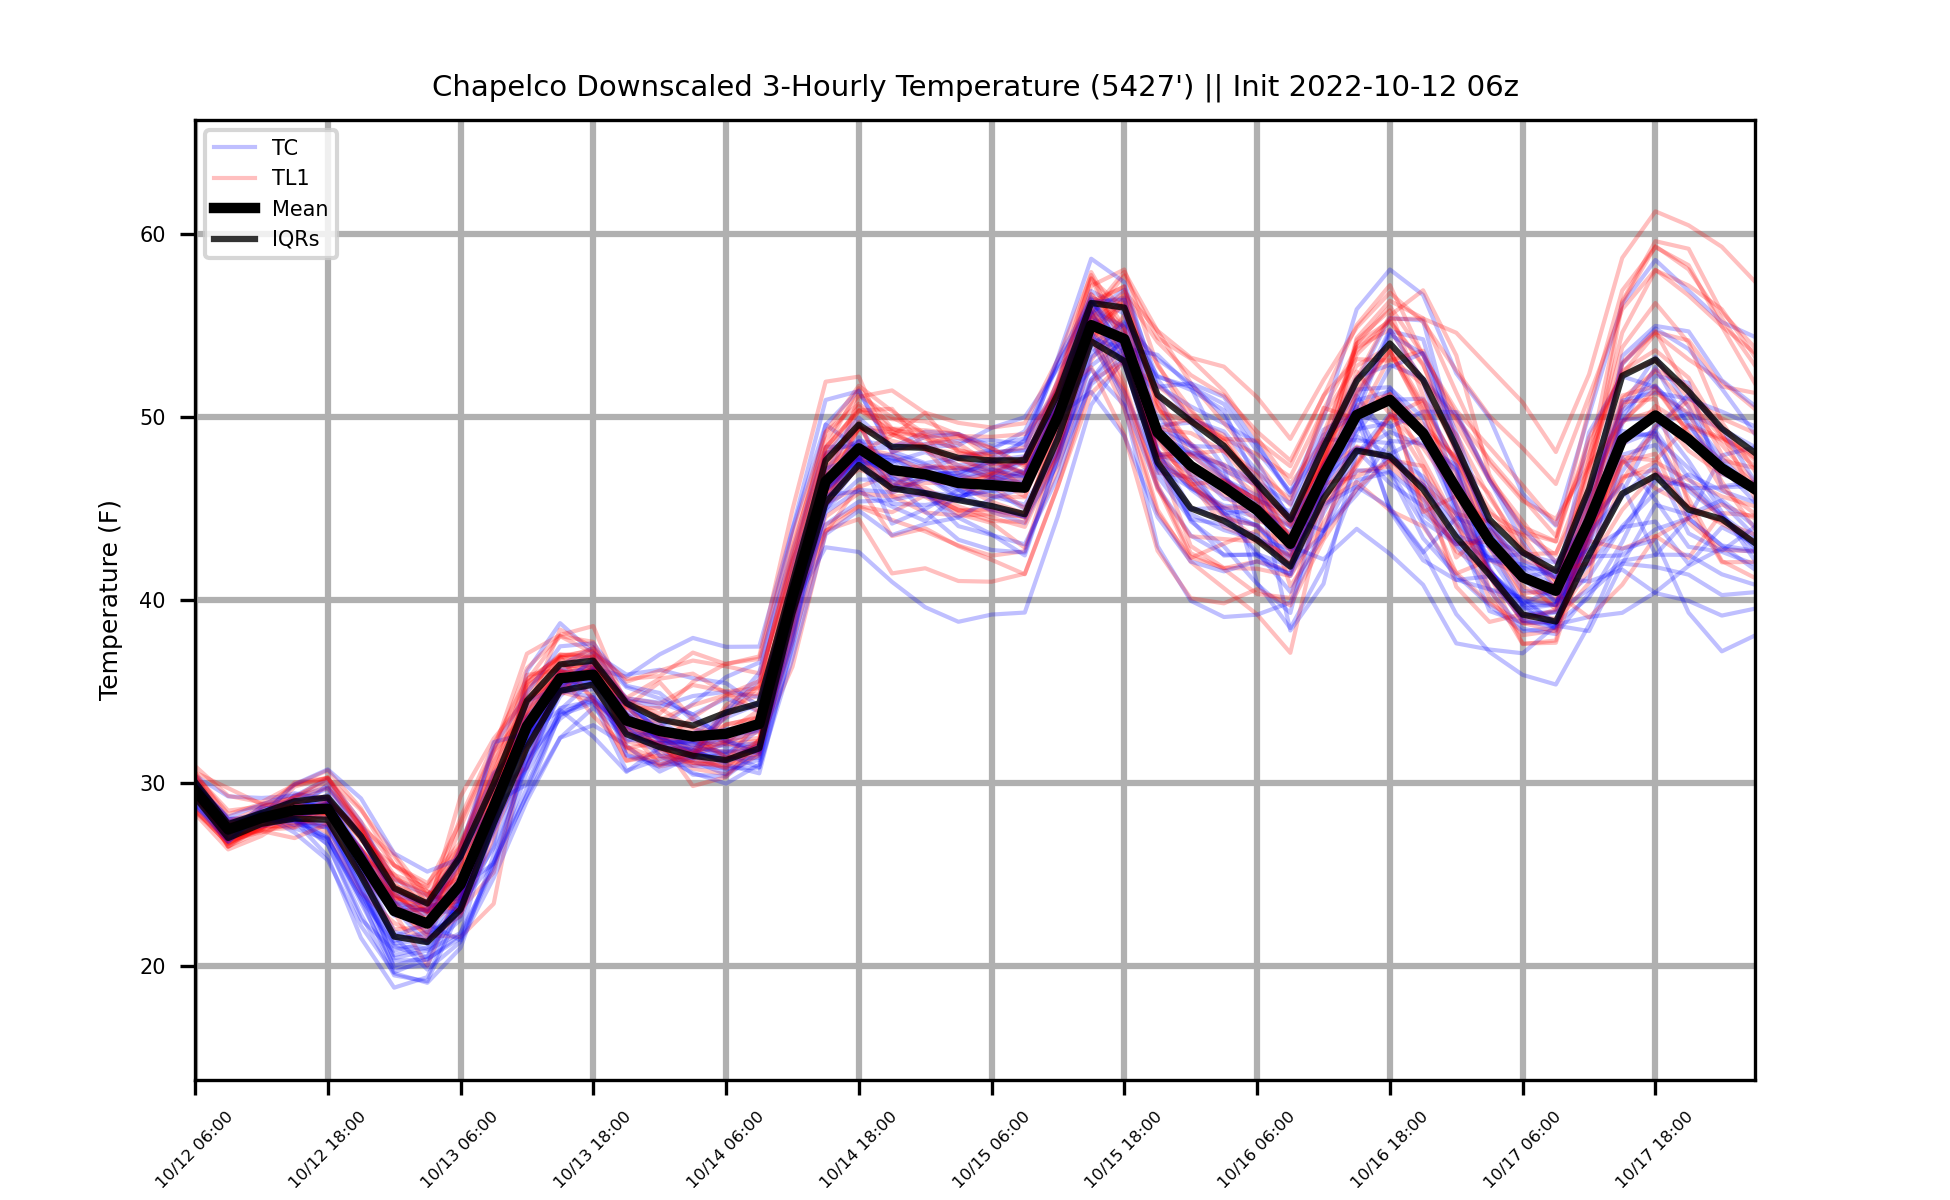 Chapelco Downscaled 3-Hourly Temperature (5427') || Init 2022-10-12 06z
TC
TL1
Mean
IQRs
60
50
40
30
20
Temperature (F)
10/12 06:00
10/12 18:00
10/13 06:00
10/13 18:00
10/14 06:00
10/14 18:00
10/15 06:00
10/15 18:00
10/16 06:00
10/16 18:00
10/17 06:00
10/17 18:00